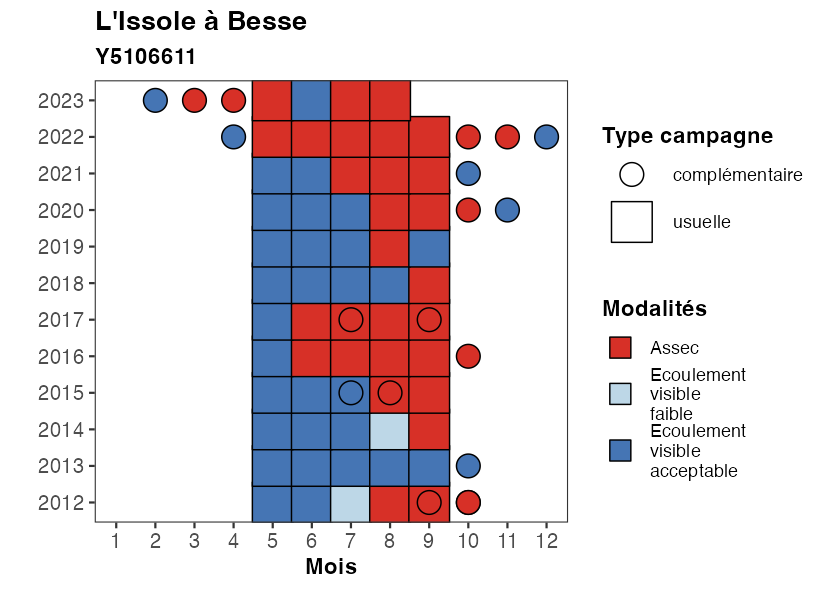 L'Issole à Besse
Y5106611
2023
2022
2021
2020
2019
2018
2017
2016
2015
2014
2013
2012
1 2 3 4 5 6 7 8 9 10 11 12
Mois
Type campagne
complémentaire
usuelle
Modalités
Assec
Ecoulement
visible
faible
Ecoulement
visible
acceptable